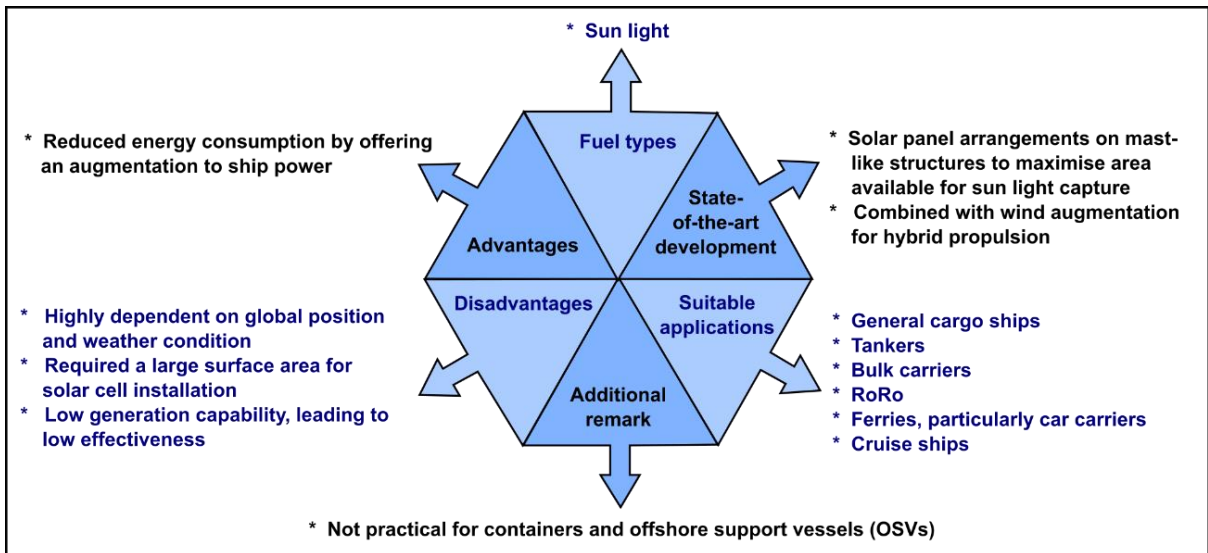 * Sun light
Fuel types
* Reduced energy consumption by offering
an augmentation to ship power
Advantages
State-
of-the-art
development
* Solar panel arrangements on mast-
like structures to maximise area
available for sun light capture
* Combined with wind augmentation
for hybrid propulsion
Disadvantages
* Highly dependent on global position
and weather condition
* Required a large surface area for
solar cell installation
* Low generation capability, leading to
low effectiveness
Suitable
applications
* General cargo ships
* Tankers
* Bulk carriers
* RoRo
* Ferries, particularly car carriers
* Cruise ships
Additional
remark
* Not practical for containers and offshore support vessels (OSVs)